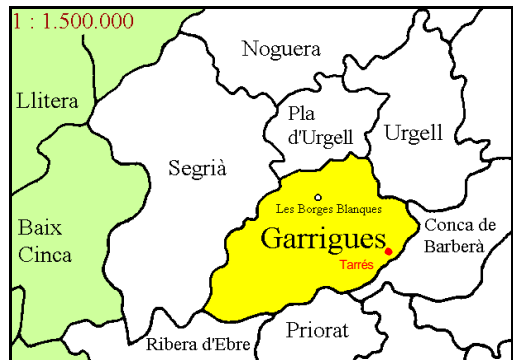 1 : 1.500.000
Noguera
Llitera
Pla
d'Urgell
Urgell
Segrià
Les Borges Blanques
Garrigues
Tarrés
Conca de
Barberà
Baix
Cinca
Ribera d'Ebre
Priorat